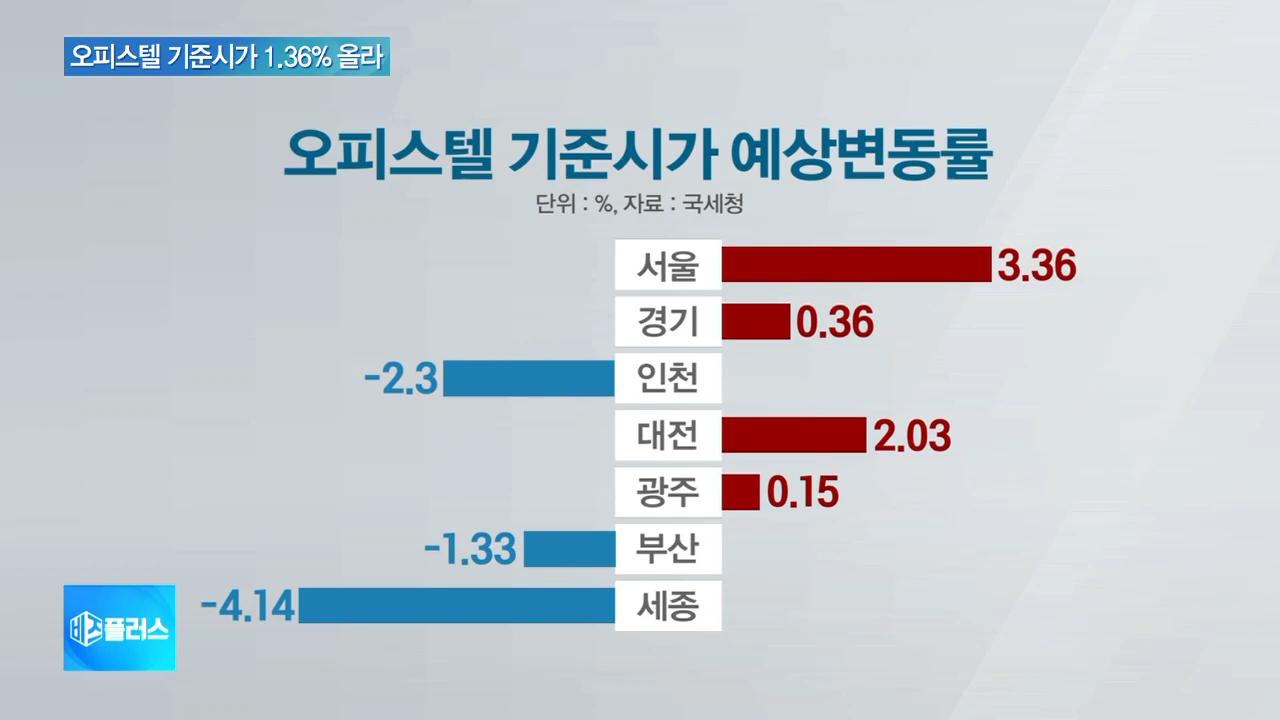 오피스텔 기준시가 1.36% 올라
오피스텔 기준시가 예상변동률
단위 : %, 자료 : 국세청
서울 3.36
경기 0.36
-2.3 인천
대전 2.03
광주 0.15
-1.33 부산
-4.14 세종
비즈플러스